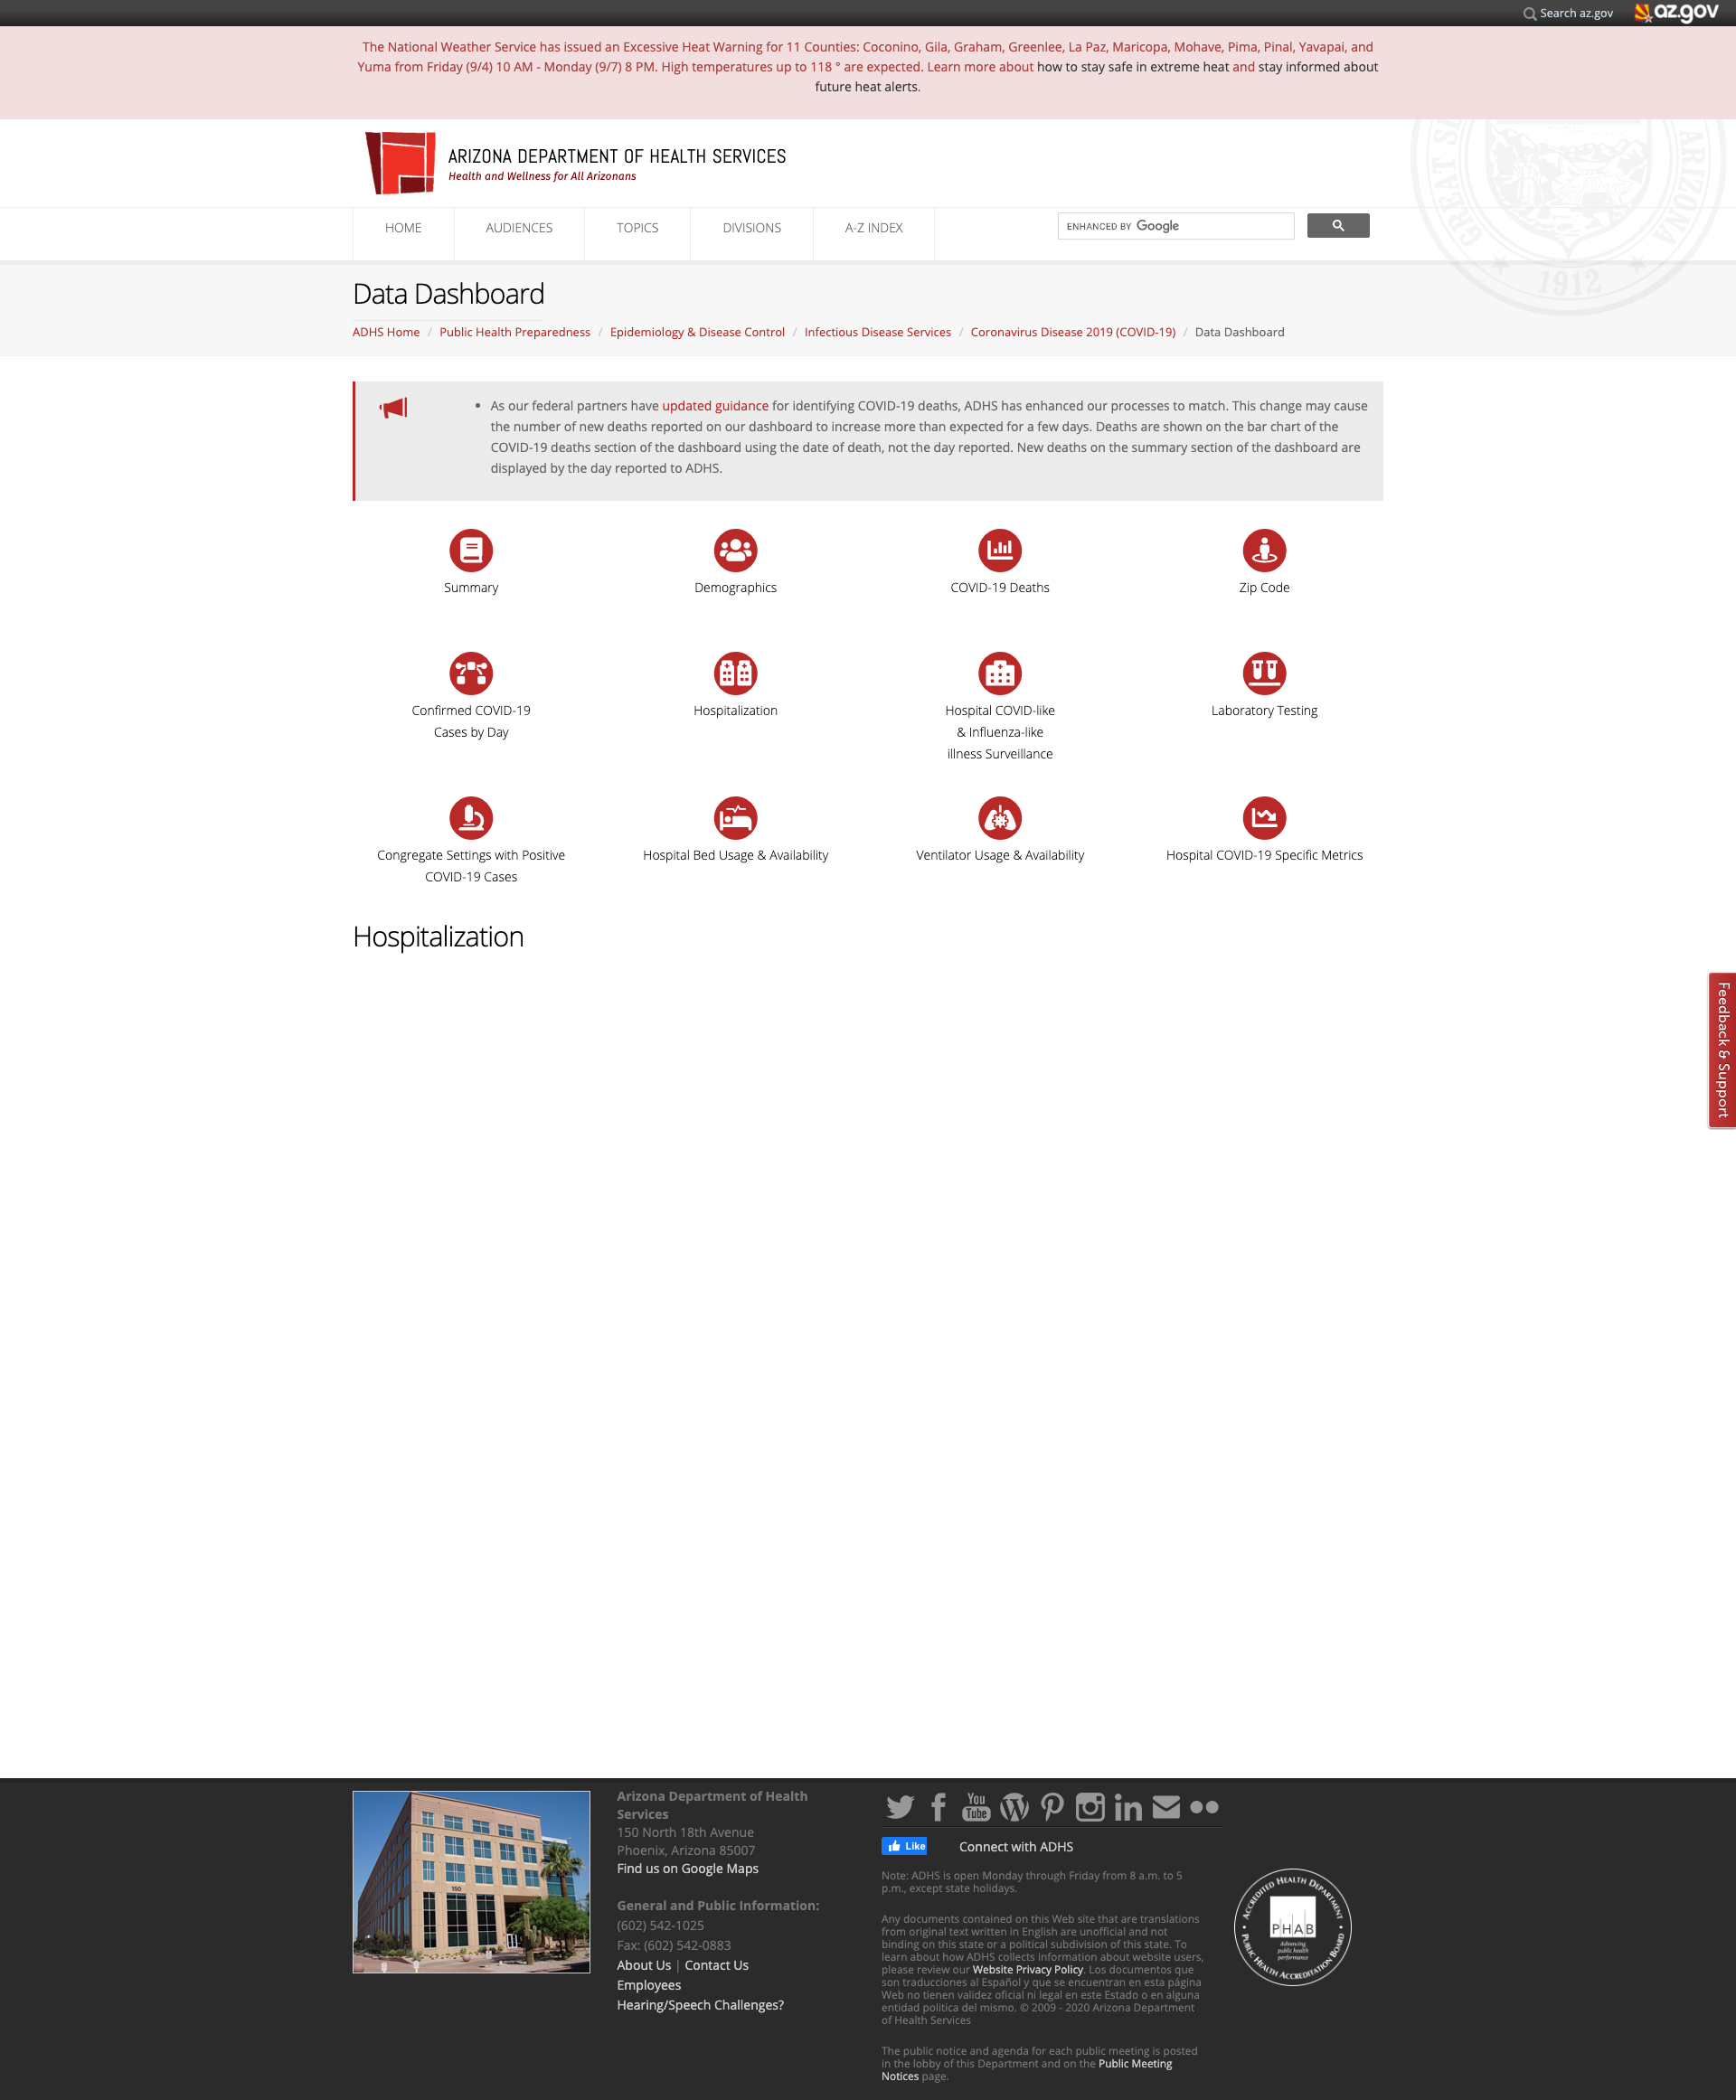 Search az.gov
az.gov
The National Weather Service has issued an Excessive Heat Warning for 11 Counties: Coconino, Gila, Graham, Greenlee, La Paz, Maricopa, Mohave, Pima, Pinal, Yavapai, and
Yuma from Friday (9/4) 10 AM - Monday (9/7) 8 PM. High temperatures up to 118 ° are expected. Learn more about how to stay safe in extreme heat and stay informed about
future heat alerts.
ARIZONA DEPARTMENT OF HEALTH SERVICES
Health and Wellness for All Arizonans
GREAT SE
ARIZONA
1912
HOME
AUDIENCES
TOPICS
DIVISIONS
A-Z INDEX
ENHANCED BY Google
Data Dashboard
ADHS Home / Public Health Preparedness / Epidemiology & Disease Control / Infectious Disease Services / Coronavirus Disease 2019 (COVID-19) / Data Dashboard
• As our federal partners have updated guidance for identifying COVID-19 deaths, ADHS has enhanced our processes to match. This change may cause
the number of new deaths reported on our dashboard to increase more than expected for a few days. Deaths are shown on the bar chart of the
COVID-19 deaths section of the dashboard using the date of death, not the day reported. New deaths on the summary section of the dashboard are
displayed by the day reported to ADHS.
Summary
Demographics
COVID-19 Deaths
Zip Code
Confirmed COVID-19
Cases by Day
Hospitalization
Hospital COVID-like
& Influenza-like
illness Surveillance
Laboratory Testing
Congregate Settings with Positive
COVID-19 Cases
Hospital Bed Usage & Availability
Ventilator Usage & Availability
Hospital COVID-19 Specific Metrics
Hospitalization
Feedback & Support
150
Arizona Department of Health
Services
150 North 18th Avenue
Phoenix, Arizona 85007
Find us on Google Maps
General and Public Information:
(602) 542-1025
Fax: (602) 542-0883
About Us | Contact Us
Employees
Hearing/Speech Challenges?
You
Tube
Like
Connect with ADHS
Note: ADHS is open Monday through Friday from 8 a.m. to 5
p.m., except state holidays.
Any documents contained on this Web site that are translations
from original text written in English are unofficial and not
binding on this state or a political subdivision of this state. To
learn about how ADHS collects information about website users,
please review our Website Privacy Policy. Los documentos que
son traducciones al Español y que se encuentran en esta página
Web no tienen validez oficial ni legal en este Estado o en alguna
entidad politica del mismo. © 2009 - 2020 Arizona Department
of Health Services
The public notice and agenda for each public meeting is posted
in the lobby of this Department and on the Public Meeting
Notices page.
ACCREDITED HEALTH DEPARTMENT
PHAB
Advancing
public health
performance
PUBLIC HEALTH ACCREDITATION BOARD